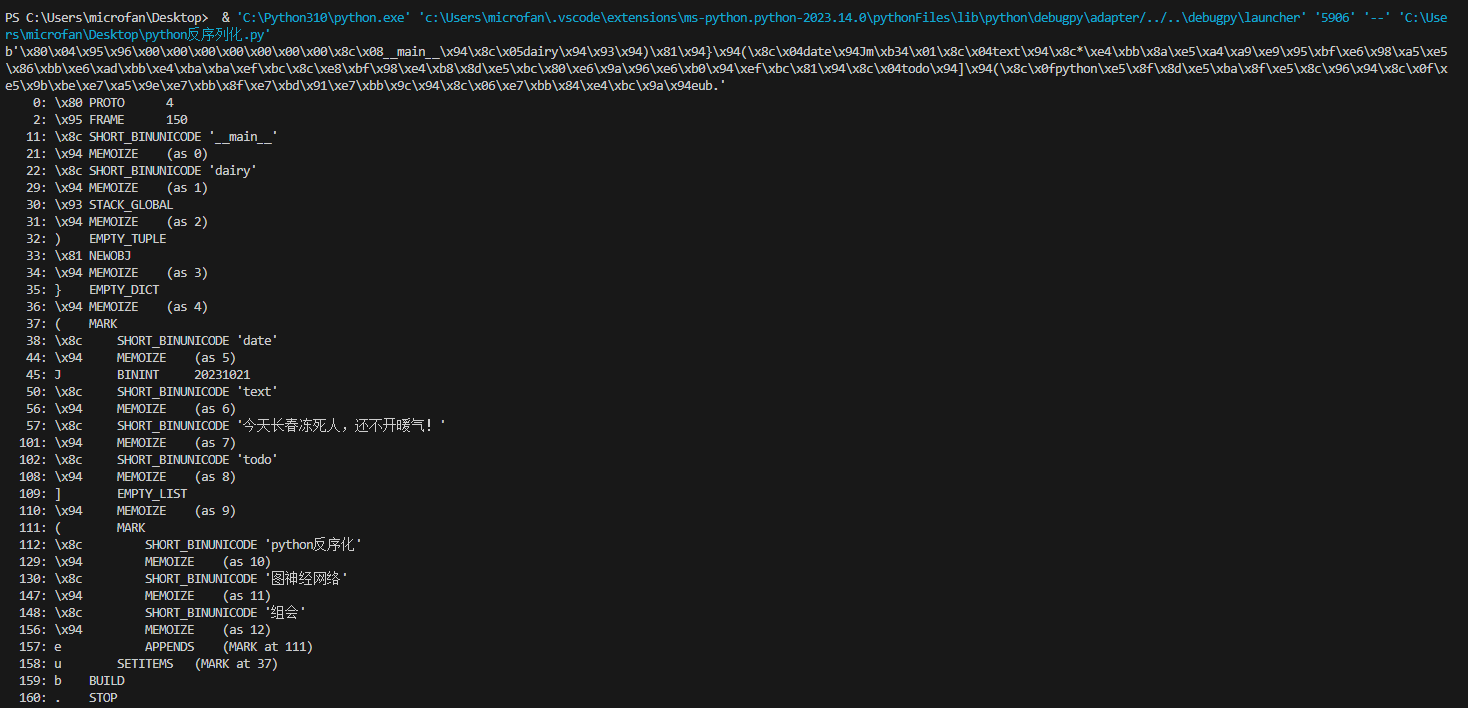 PS C:\Users\microfan\Desktop>  & 'C:\Python310\python.exe' 'c:\Users\microfan\.vscode\extensions\ms-python.python-2023.14.0\pythonFiles\lib\python\debugpy\adapter/../..\debugpy\launcher' '5906' '--' 'C:\Use
rs\microfan\Desktop\python反序列化.py'
b'\x80\x04\x95\x96\x00\x00\x00\x00\x00\x00\x00\x8c\x08__main__\x94\x8c\x05dairy\x94\x93\x94)\x81\x94}\x94(\x8c\x04date\x94Jm\xb34\x01\x8c\x04text\x94\x8c*\xe4\xbb\x8a\xe5\xa4\xa9\xe9\x95\xbf\xe6\x98\xa5\xe5
\x86\xbb\xe6\xad\xbb\xe4\xba\xba\xef\xbc\x8c\xe8\xbf\x98\xe4\xb8\x8d\xe5\xbc\x80\xe6\x9a\x96\xe6\xb0\x94\xef\xbc\x81\x94\x8c\x04todo\x94]\x94(\x8c\x0fpython\xe5\x8f\x8d\xe5\xba\x8f\xe5\x8c\x96\x94\x8c\x0f\x
e5\x9b\xbe\xe7\xa5\x9e\xe7\xbb\x8f\xe7\xbd\x91\xe7\xbb\x9c\x94\x8c\x06\xe7\xbb\x84\xe4\xbc\x9a\x94eub.'
0: \x80 PROTO      4
2: \x95 FRAME      150
11: \x8c SHORT_BINUNICODE '__main__'
21: \x94 MEMOIZE    (as 0)
22: \x8c SHORT_BINUNICODE 'dairy'
29: \x94 MEMOIZE    (as 1)
30: \x93 STACK_GLOBAL
31: \x94 MEMOIZE    (as 2)
32: )    EMPTY_TUPLE
33: \x81 NEWOBJ
34: \x94 MEMOIZE    (as 3)
35: }    EMPTY_DICT
36: \x94 MEMOIZE    (as 4)
37: (    MARK
38: \x8c     SHORT_BINUNICODE 'date'
44: \x94     MEMOIZE    (as 5)
45: J        BININT     20231021
50: \x8c     SHORT_BINUNICODE 'text'
56: \x94     MEMOIZE    (as 6)
57: \x8c     SHORT_BINUNICODE '今天长春冻死人，还不开暖气！'
101: \x94     MEMOIZE    (as 7)
102: \x8c     SHORT_BINUNICODE 'todo'
108: \x94     MEMOIZE    (as 8)
109: ]        EMPTY_LIST
110: \x94     MEMOIZE    (as 9)
111: (        MARK
112: \x8c         SHORT_BINUNICODE 'python反序化'
129: \x94         MEMOIZE    (as 10)
130: \x8c         SHORT_BINUNICODE '图神经网络'
147: \x94         MEMOIZE    (as 11)
148: \x8c         SHORT_BINUNICODE '组会'
156: \x94         MEMOIZE    (as 12)
157: e            APPENDS    (MARK at 111)
158: u        SETITEMS   (MARK at 37)
159: b    BUILD
160: .    STOP